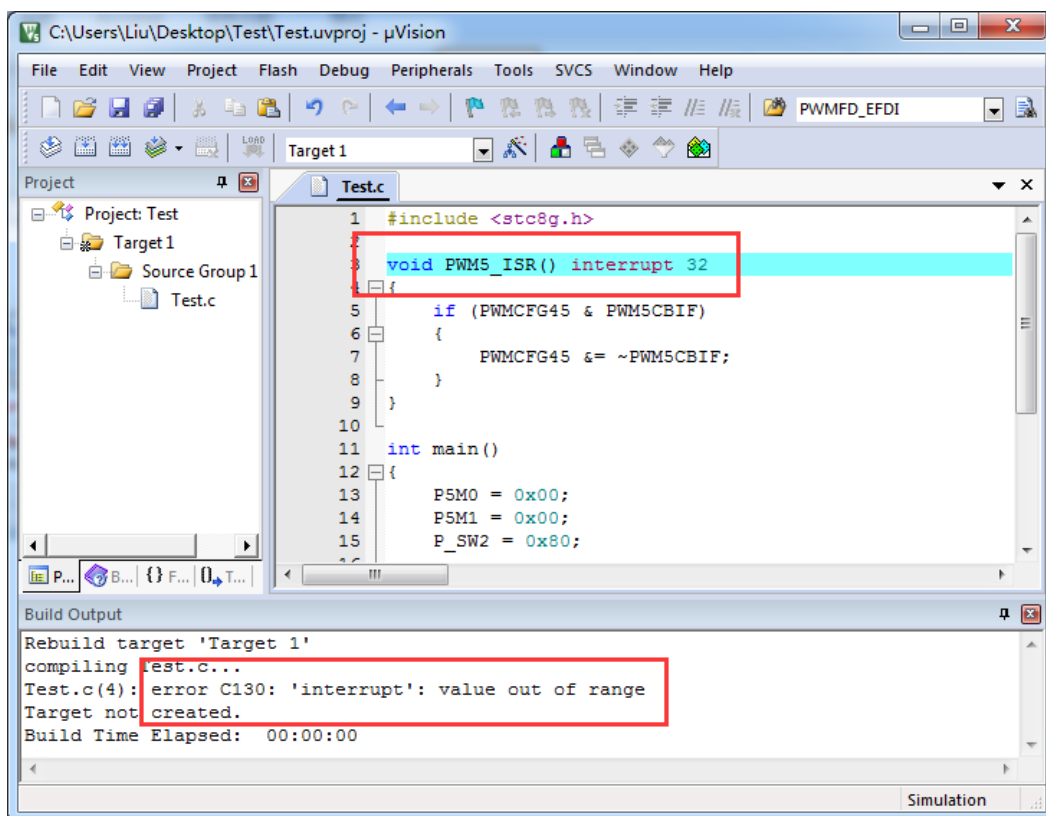 C:\Users\Liu\Desktop\Test\Test.uvproj - µVision
File Edit View Project Flash Debug Peripherals Tools SVCS Window Help
PWMFD_EFDI
LOAD
Target 1
Project
Test.c
Project: Test
Target 1
Source Group 1
Test.c
1 #include <stc8g.h>
2
3 void PWM5_ISR() interrupt 32
4 {
5 if (PWMCFG45 & PWM5CBIF)
6 {
7 PWMCFG45 &= ~PWM5CBIF;
8 }
9 }
10
11 int main()
12 {
13 P5M0 = 0x00;
14 P5M1 = 0x00;
15 P_SW2 = 0x80;
P... B... {} F... 0 T...
Build Output
Rebuild target 'Target 1'
compiling Test.c...
Test.c(4): error C130: 'interrupt': value out of range
Target not created.
Build Time Elapsed: 00:00:00
Simulation